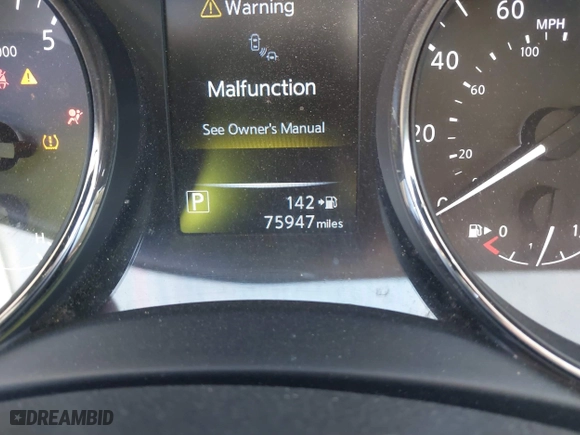 Warning
Malfunction
See Owner's Manual
P
142
75947 miles
5
000
H
60
MPH
40
100
60
20
20
0
0
DREAMBID